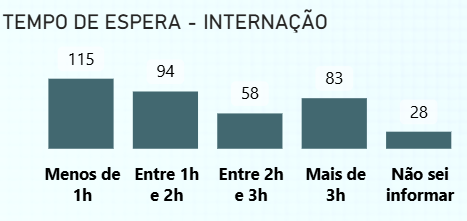 TEMPO DE ESPERA - INTERNAÇÃO
115
94
58
83
28
Menos de
1h
Entre 1h
e 2h
Entre 2h
e 3h
Mais de
3h
Não sei
informar